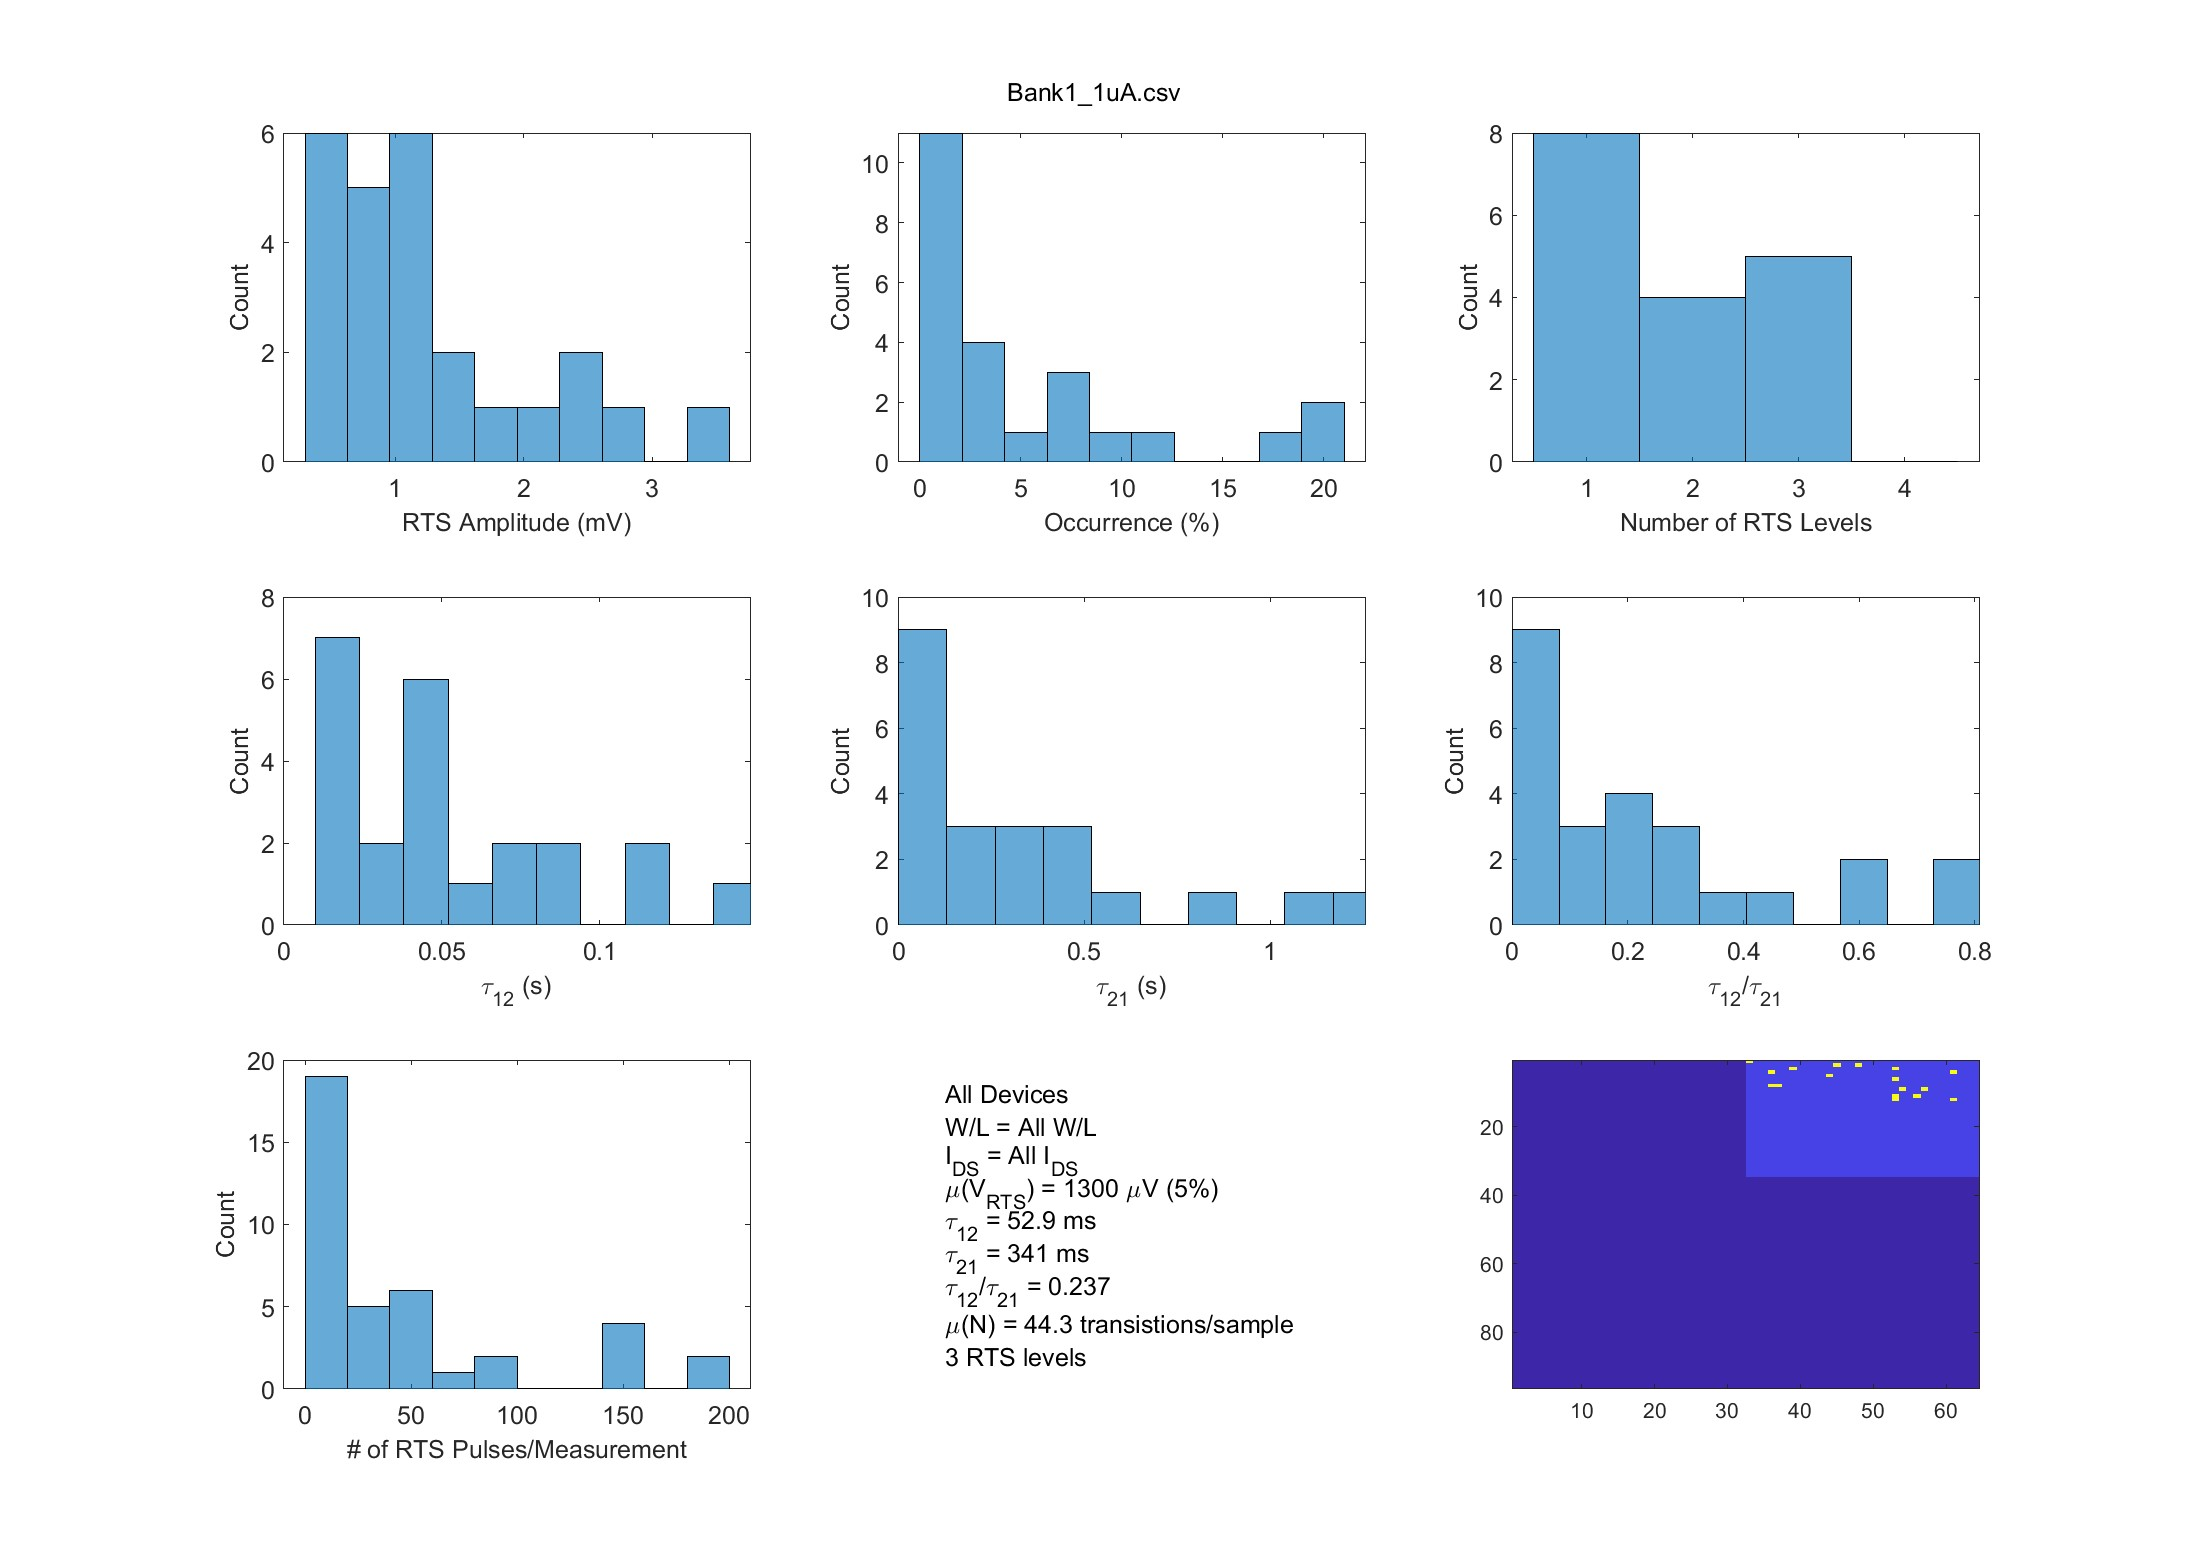 Bank1_1uA.csv
6
4
2
0
Count
1 2 3
RTS Amplitude (mV)
10
8
6
4
2
0
Count
0 5 10 15 20
Occurrence (%)
8
6
4
2
0
Count
1 2 3 4
Number of RTS Levels
8
6
4
2
0
Count
0 0.05 0.1
τ12 (s)
10
8
6
4
2
0
Count
0 0.5 1
τ21 (s)
10
8
6
4
2
0
Count
0 0.2 0.4 0.6 0.8
τ12/τ21
20
15
10
5
0
Count
0 50 100 150 200
# of RTS Pulses/Measurement
All Devices
W/L = All W/L
IDS = All IDS
μ(VRTS) = 1300 μV (5%)
τ12 = 52.9 ms
τ21 = 341 ms
τ12/τ21 = 0.237
μ(N) = 44.3 transistions/sample
3 RTS levels
20
40
60
80
10 20 30 40 50 60